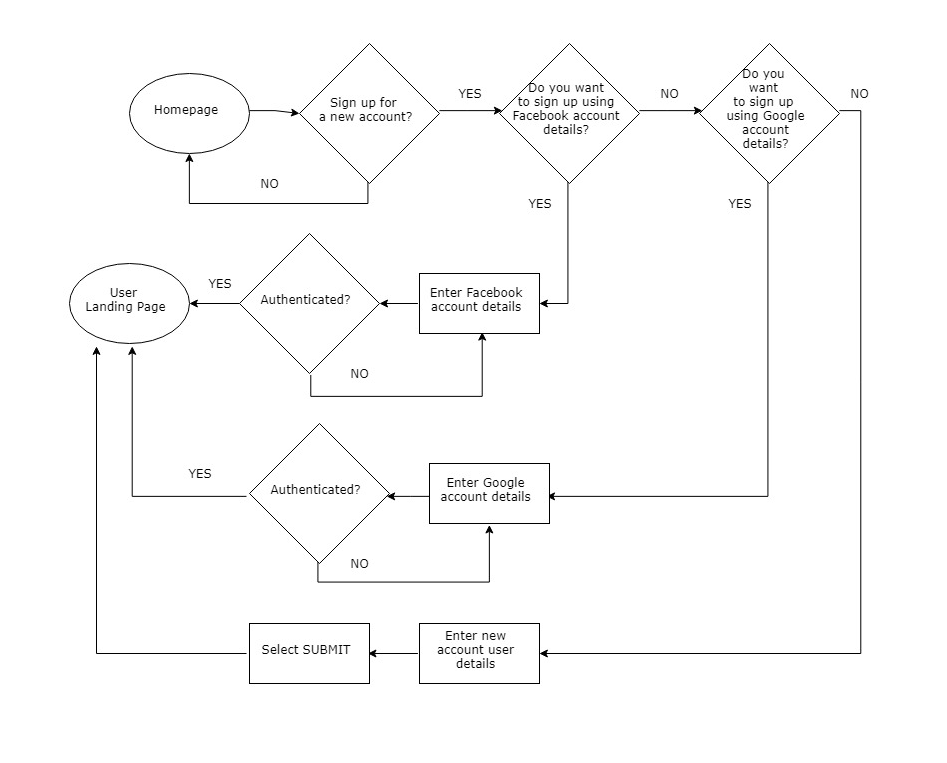 Homepage
Sign up for
a new account?
YES
Do you want
to sign up using
Facebook account
details?
NO
Do you
want
to sign up
using Google
account
details?
NO
NO
YES
YES
User
Landing Page
YES
Authenticated?
Enter Facebook
account details
NO
YES
Authenticated?
Enter Google
account details
NO
Select SUBMIT
Enter new
account user
details